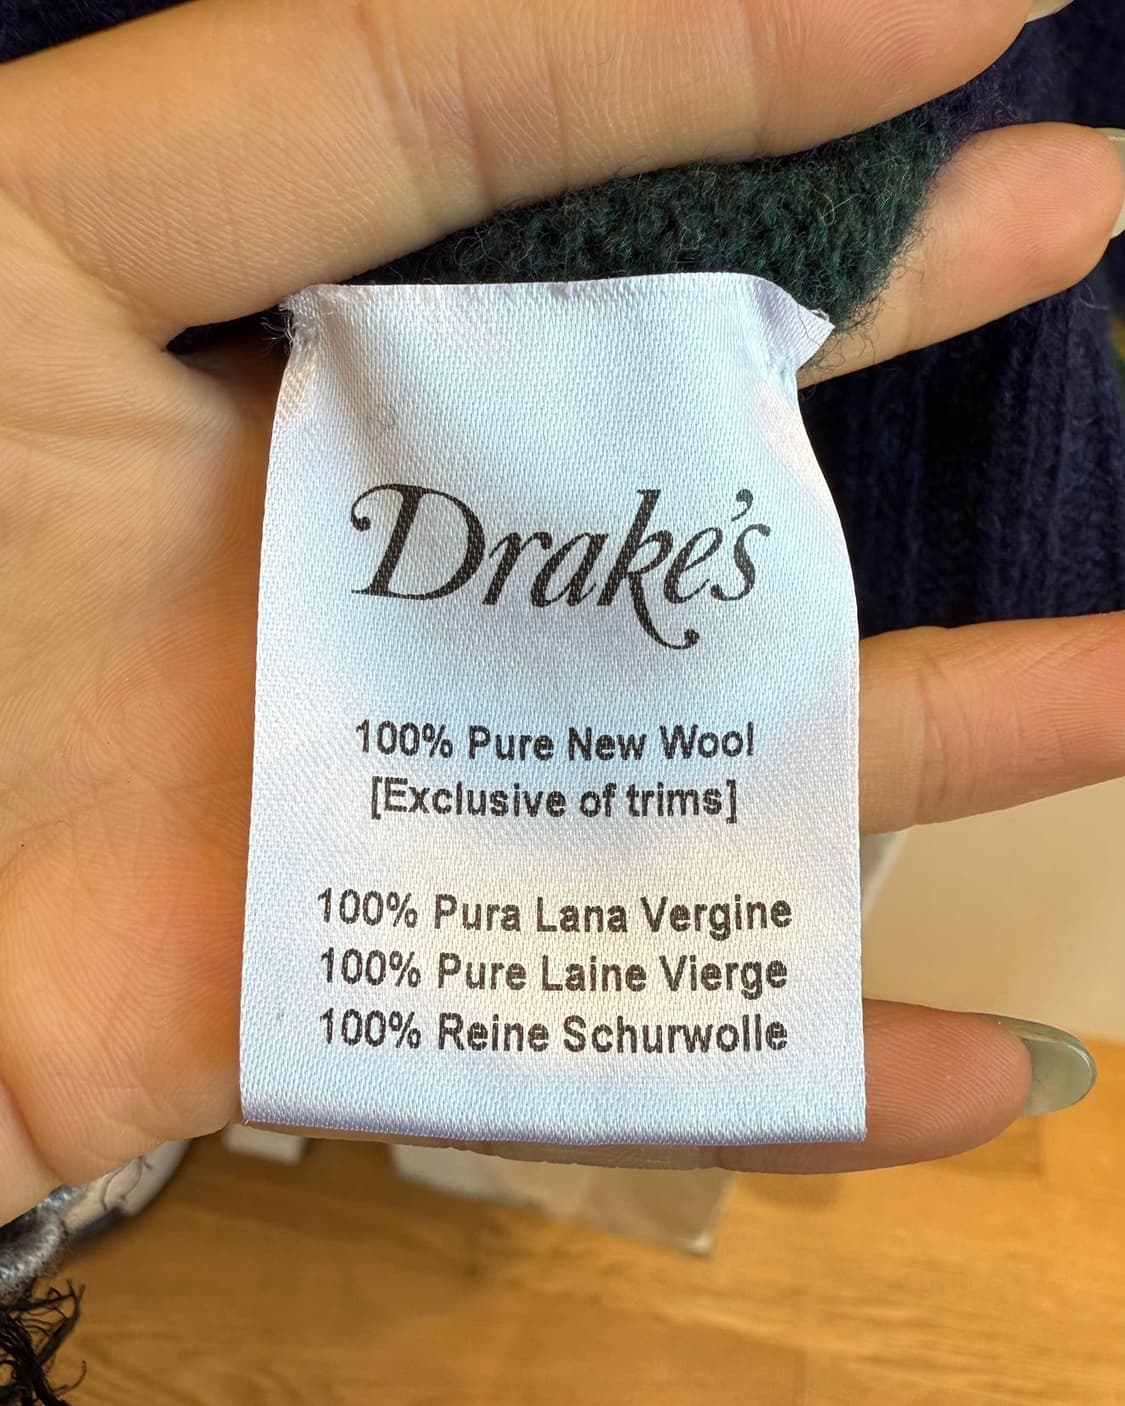 Drake's
100% Pure New Wool
[Exclusive of trims]
100% Pura Lana Vergine
100% Pure Laine Vierge
100% Reine Schurwolle